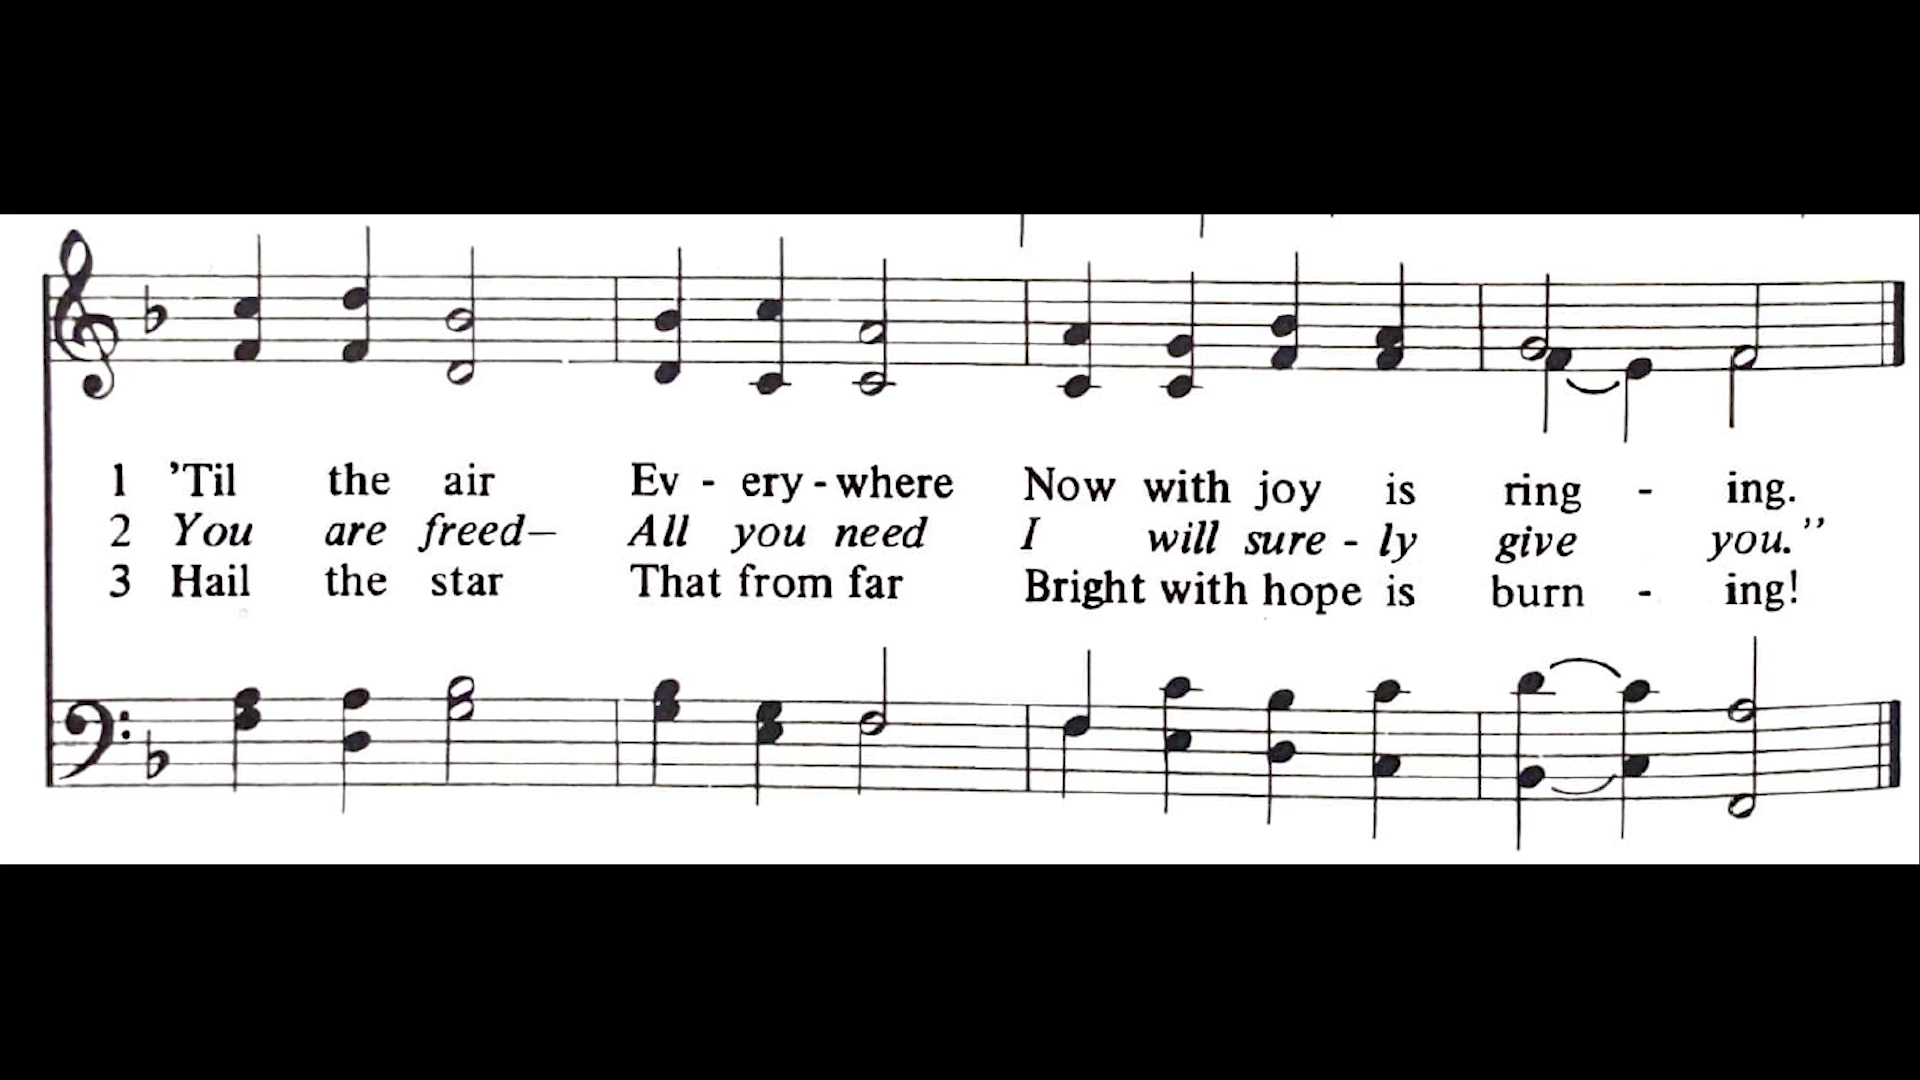 1 ’Til the air Ev - ery - where Now with joy is ring - ing.
2 You are freed— All you need I will sure - ly give you.”
3 Hail the star That from far Bright with hope is burn - ing!